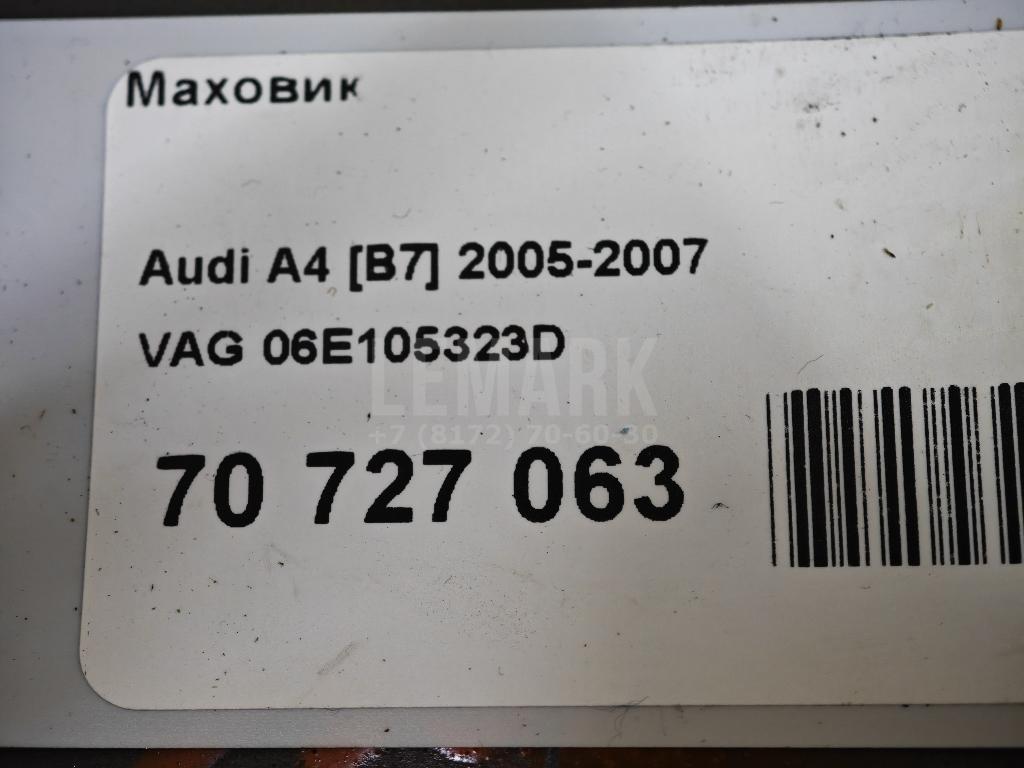 Маховик
Audi A4 [B7] 2005-2007
VAG 06E105323D
LEMARK
+7 (8172) 70-60-30
70 727 063